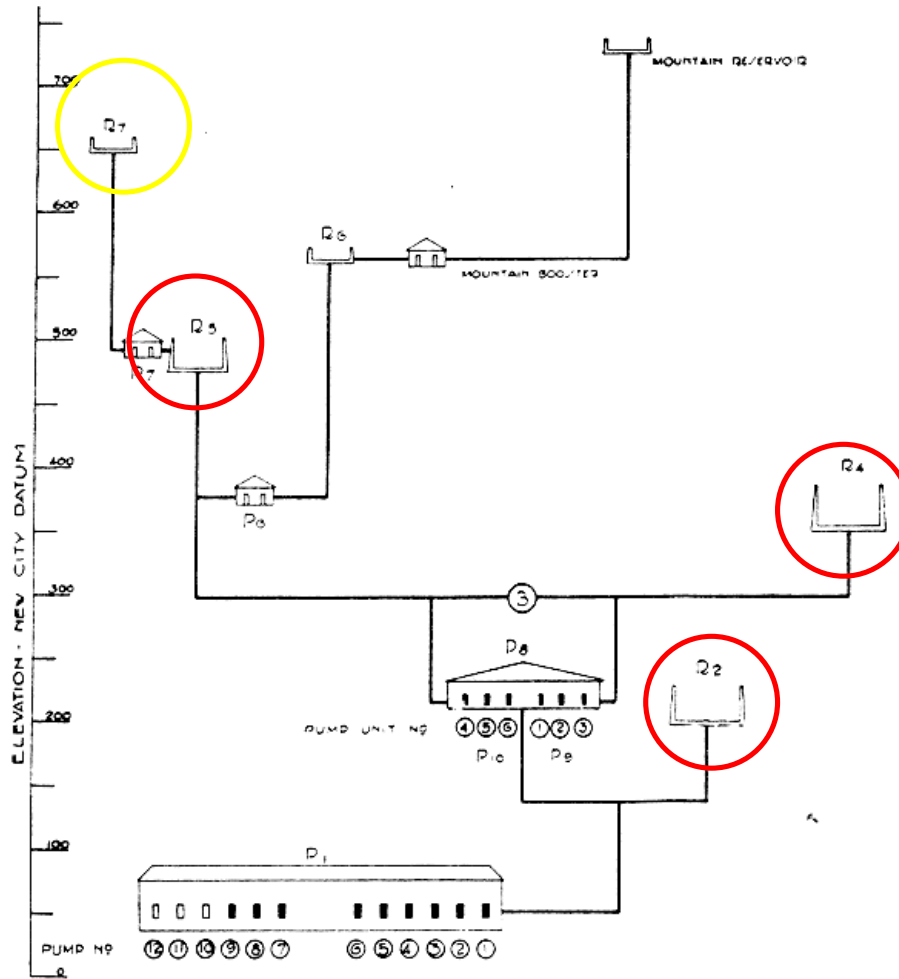 700
R7
MOUNTAIN RESERVOIR
600
R6
MOUNTAIN BOOSTER
500
R5
P7
400
P6
R4
ELEVATION - NEW CITY DATUM
300
3
P8
R2
200
PUMP UNIT Nº 4 5 6 1 2 3
P10 P9
100
P1
PUMP Nº 12 11 10 9 8 7 6 5 4 3 2 1
0